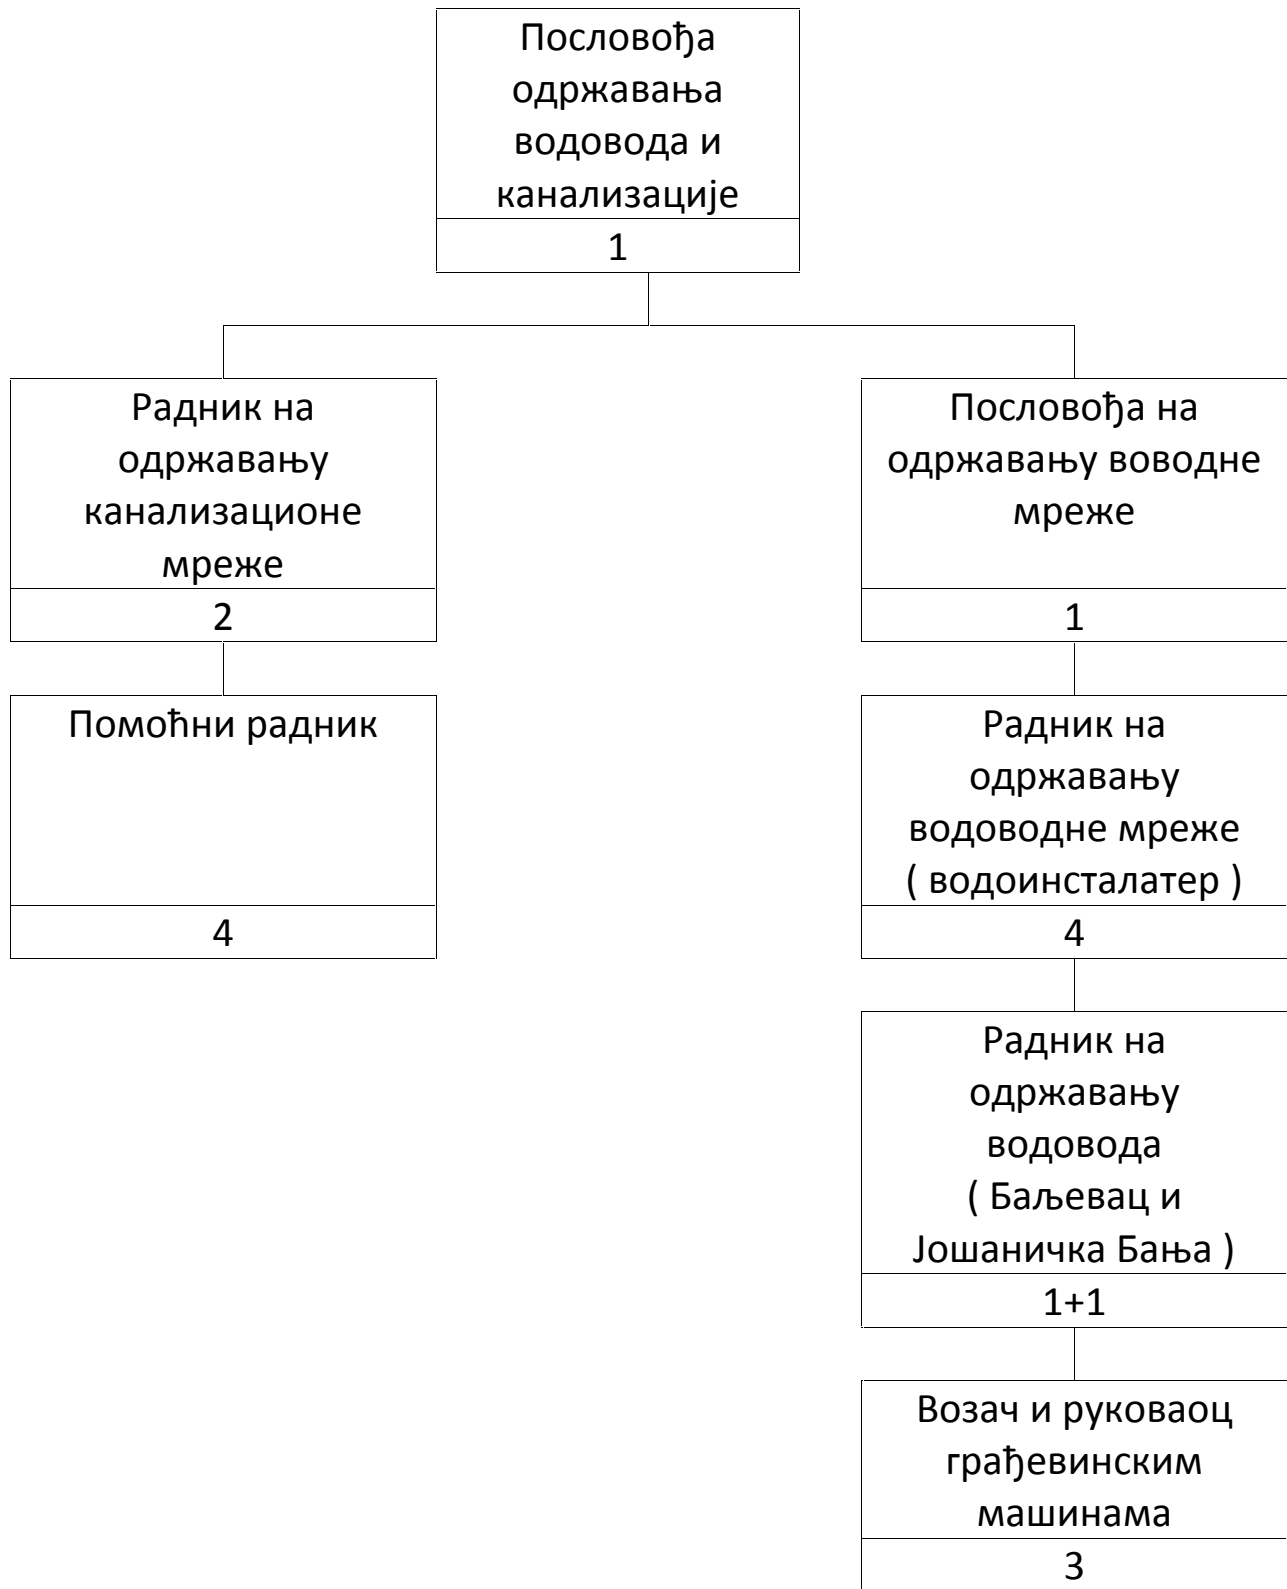 Пословођа
одржавања
водовода и
канализације
1
Радник на
одржавању
канализационе
мреже
2
Пословођа на
одржавању воводне
мреже
1
Помоћни радник
4
Радник на
одржавању
водоводне мреже
( водоинсталатер )
4
Радник на
одржавању
водовода
( Баљевац и
Јошаничка Бања )
1+1
Возач и руковаоц
грађевинским
машинама
3